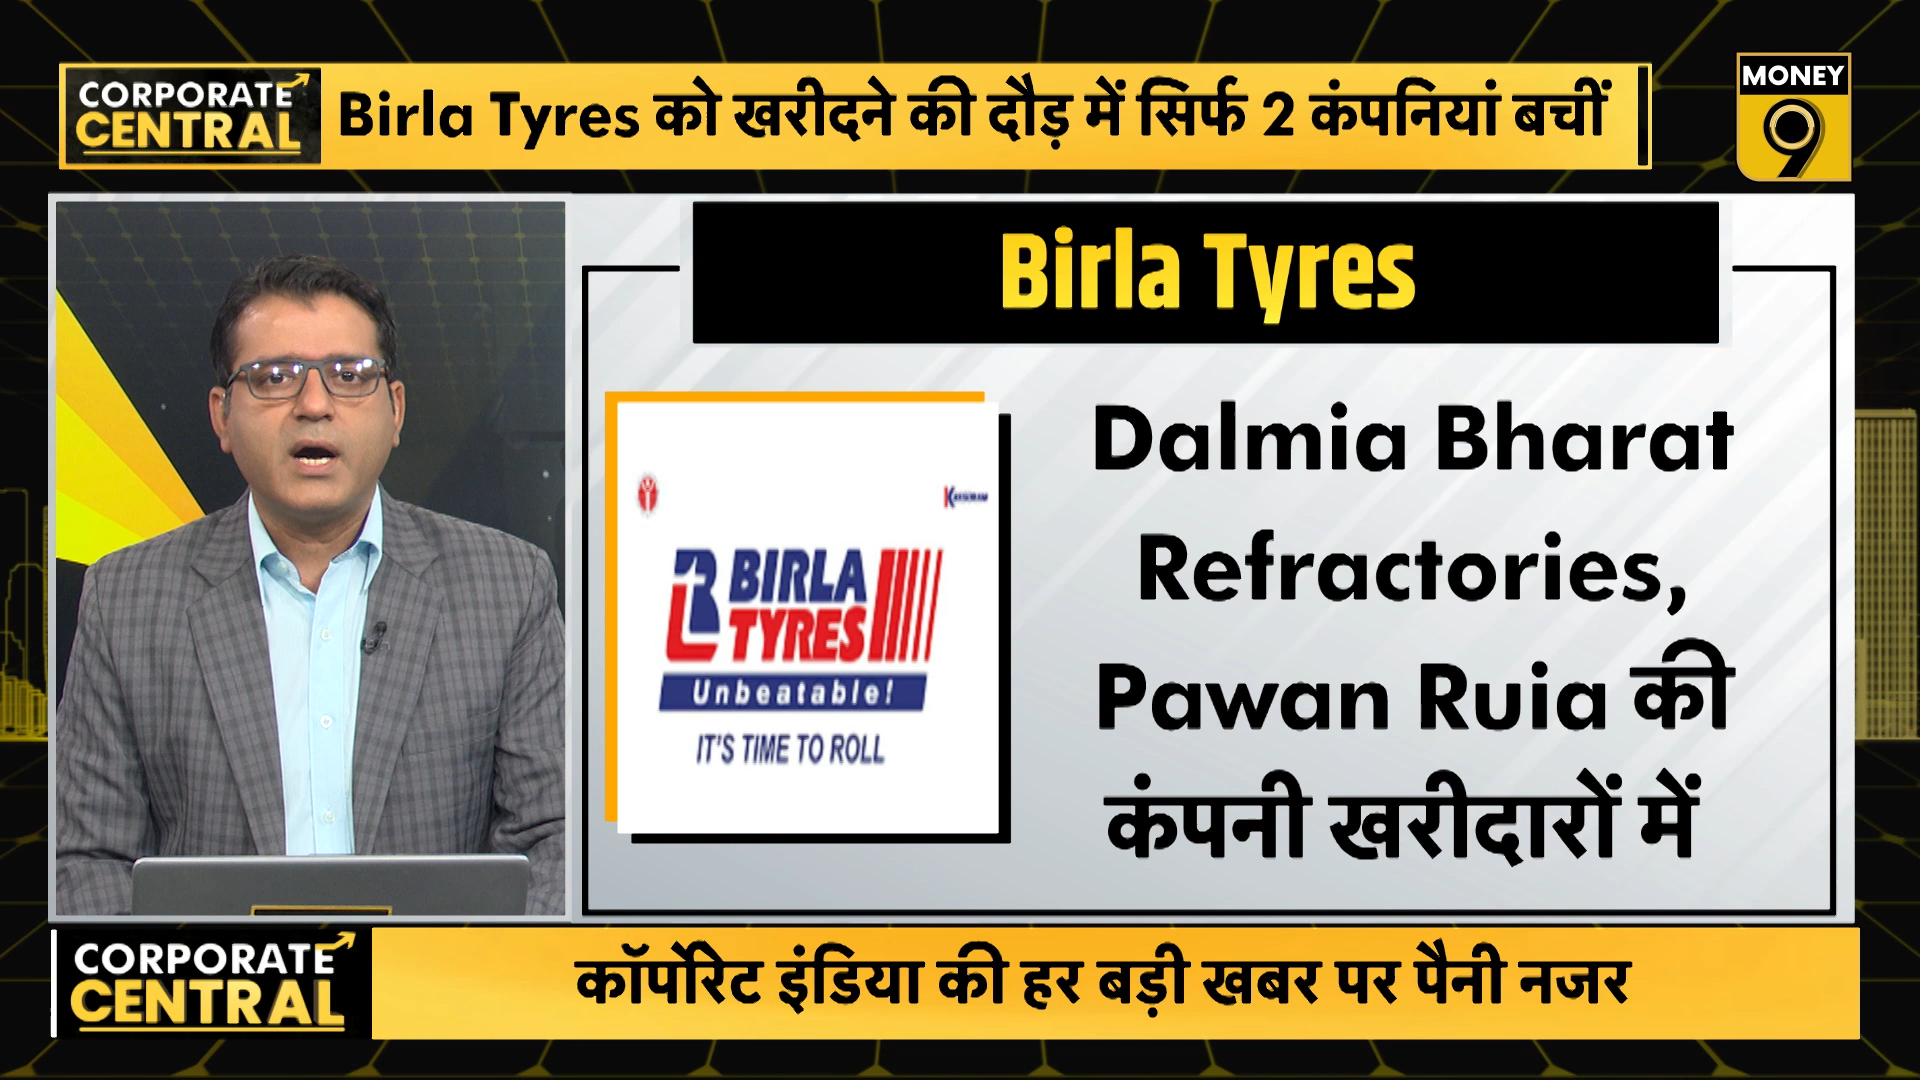 CORPORATE
CENTRAL
Birla Tyres को खरीदने की दौड़ में सिर्फ 2 कंपनियां बचीं
MONEY
9
Birla Tyres
Dalmia Bharat
Refractories,
Pawan Ruia की
कंपनी खरीदारों में
BIRLA
TYRES
Unbeatable!
IT'S TIME TO ROLL
CORPORATE
CENTRAL
कॉर्पोरेट इंडिया की हर बड़ी खबर पर पैनी नजर